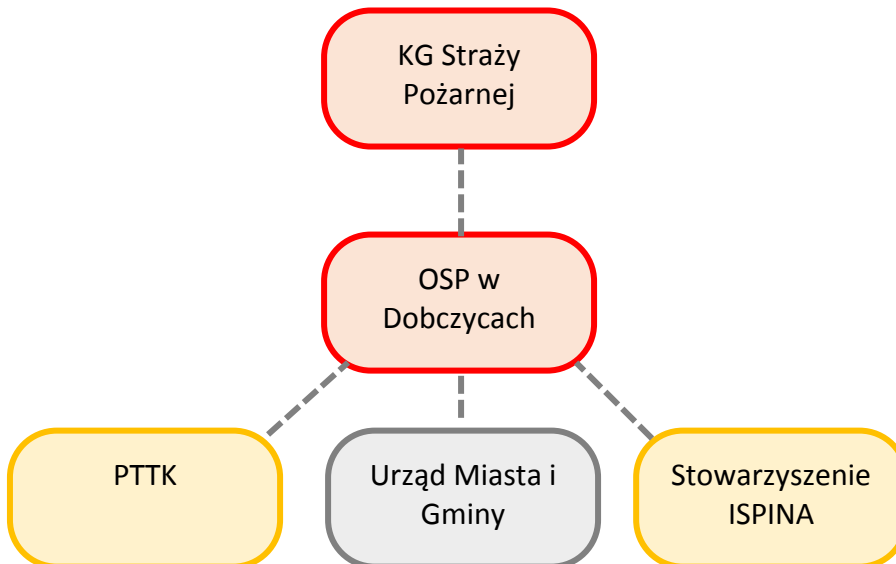 KG Straży
Pożarnej
OSP w
Dobczycach
PTTK
Urząd Miasta i
Gminy
Stowarzyszenie
ISPINA